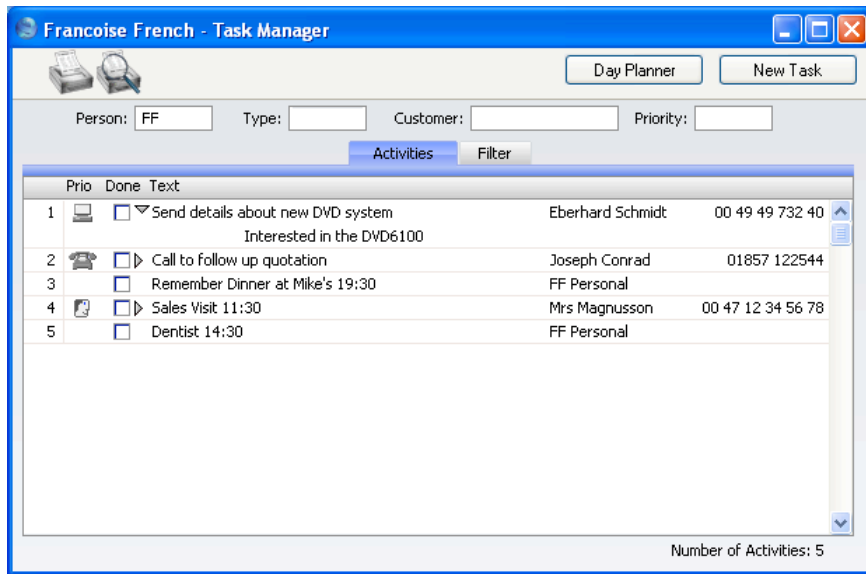 Francoise French - Task Manager
Day Planner New Task
Person: FF Type: Customer: Priority:
Activities Filter
Prio Done Text
1 Send details about new DVD system Eberhard Schmidt 00 49 49 732 40
Interested in the DVD6100
2 Call to follow up quotation Joseph Conrad 01857 122544
3 Remember Dinner at Mike's 19:30 FF Personal
4 Sales Visit 11:30 Mrs Magnusson 00 47 12 34 56 78
5 Dentist 14:30 FF Personal
Number of Activities: 5